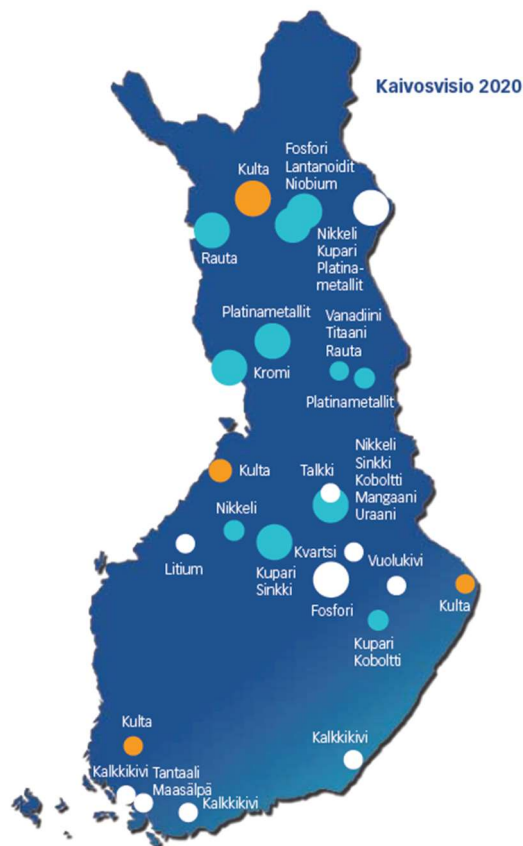 Kaivosvisio 2020
Fosfori
Lantanoidit
Niobium
Kulta
Nikkeli
Kupari
Platina-
metallit
Rauta
Platinametallit
Vanadiini
Titaani
Rauta
Kromi
Platinametallit
Nikkeli
Sinkki
Koboltti
Mangaani
Uraani
Talkki
Kulta
Nikkeli
Kvartsi
Vuolukivi
Litium
Kupari
Sinkki
Fosfori
Kulta
Kupari
Koboltti
Kulta
Kalkkikivi
Kalkkikivi
Tantaali
Maasälpä
Kalkkikivi